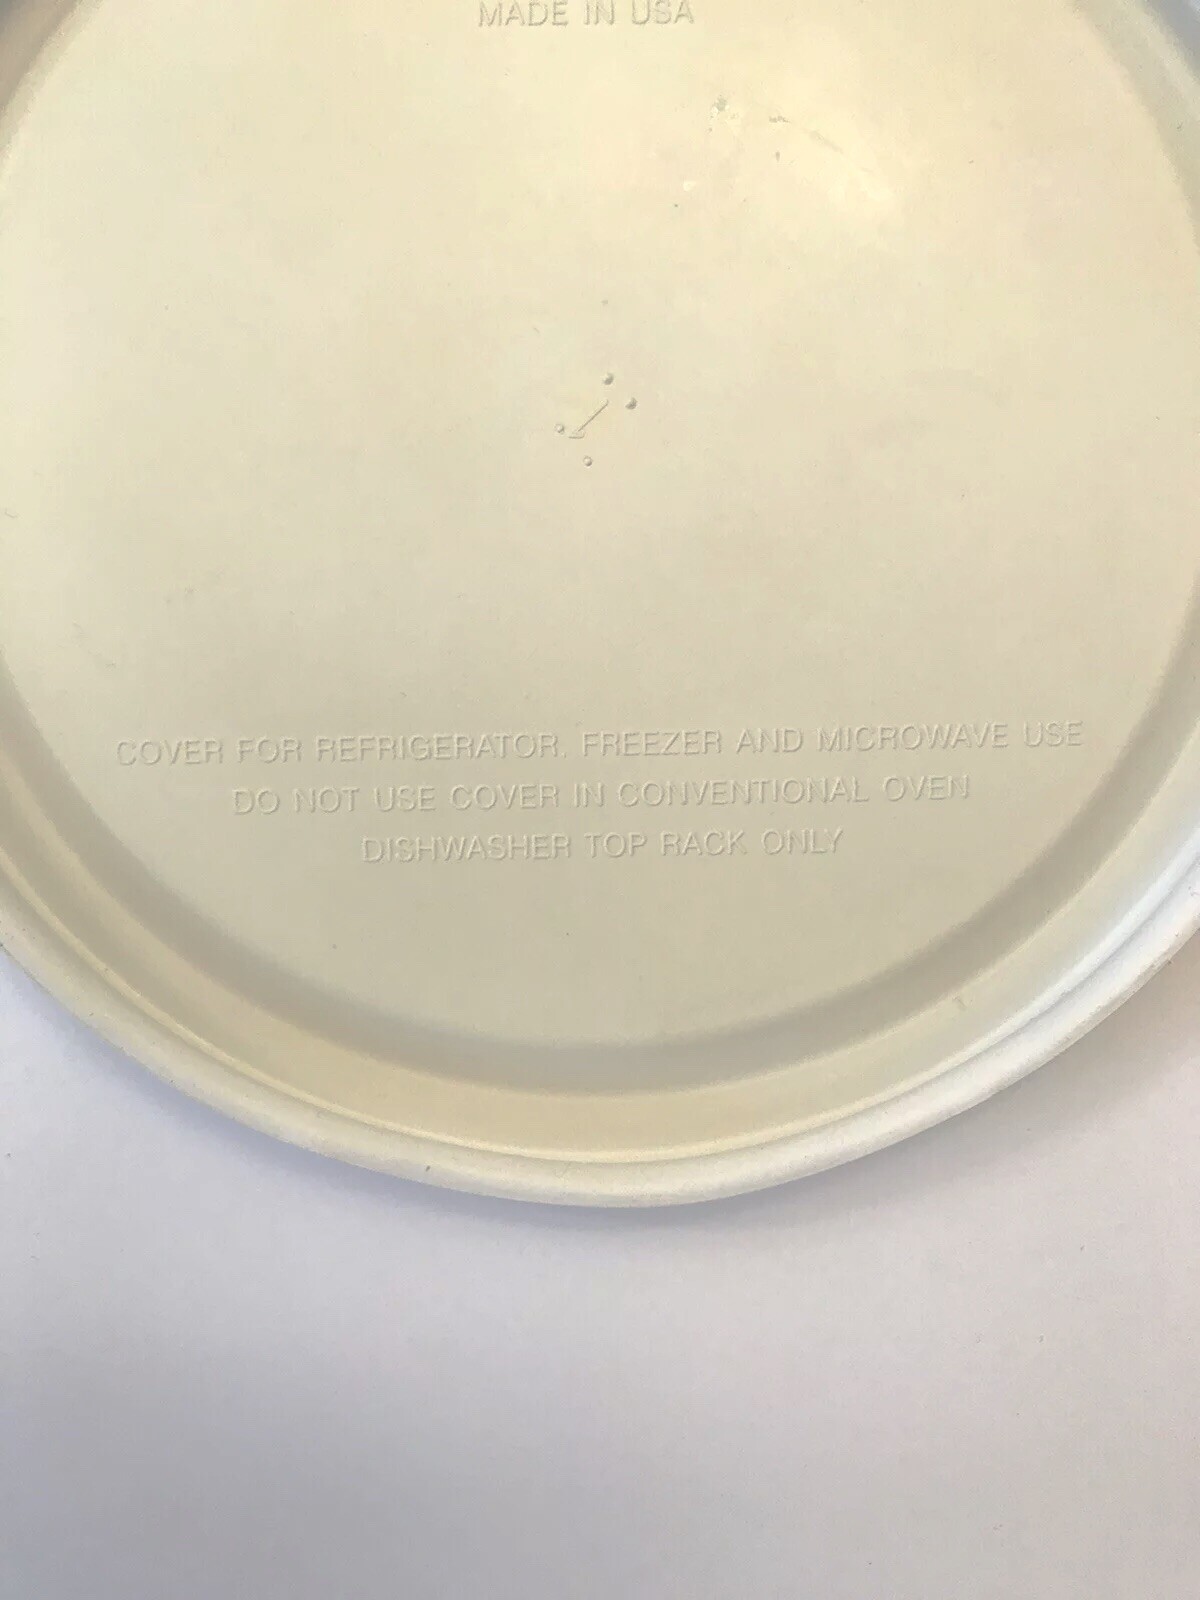 MADE IN USA
COVER FOR REFRIGERATOR, FREEZER AND MICROWAVE USE
DO NOT USE COVER IN CONVENTIONAL OVEN
DISHWASHER TOP RACK ONLY